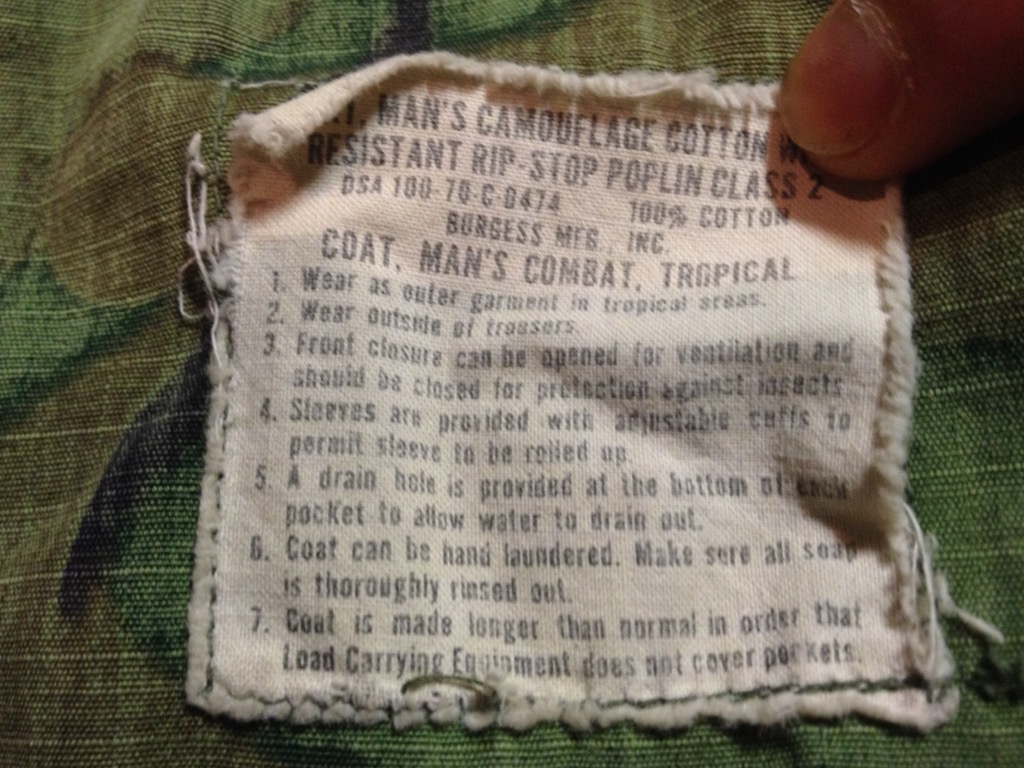 MAN'S CAMOUFLAGE COTTON
RESISTANT RIP-STOP POPLIN CLASS 2
DSA 100-70-C-0474 100% COTTON
BURGESS MFG. INC.
COAT, MAN'S COMBAT, TROPICAL
1. Wear as outer garment in tropical areas.
2. Wear outside of trousers.
3. Front closure can be opened for ventilation and
should be closed for protection against insects
4. Sleeves are provided with adjustable cuffs to
permit sleeve to be rolled up.
5. A drain hole is provided at the bottom of each
pocket to allow water to drain out.
6. Coat can be hand laundered. Make sure all soap
is thoroughly rinsed out.
7. Coat is made longer than normal in order that
Load Carrying Equipment does not cover pockets.